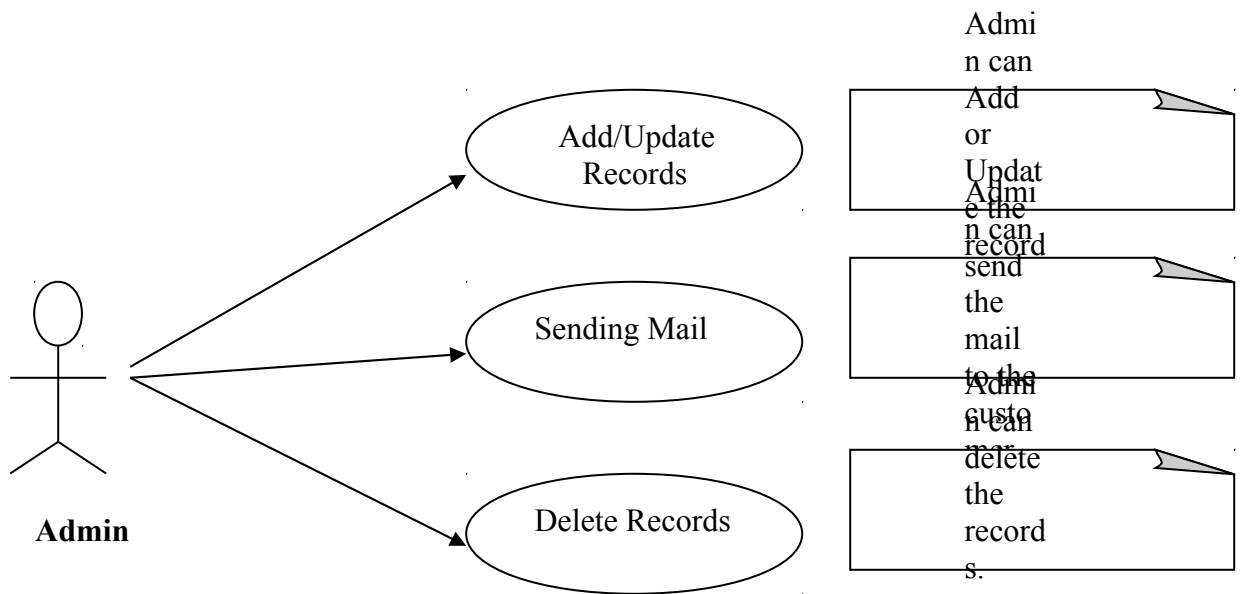 Add/Update
Records
Sending Mail
Delete Records
Admin
Admi
n can
Add
or
Updat
e the
record
Admi
n can
send
the
mail
to the
custo
mer
Admi
n can
delete
the
record
s.